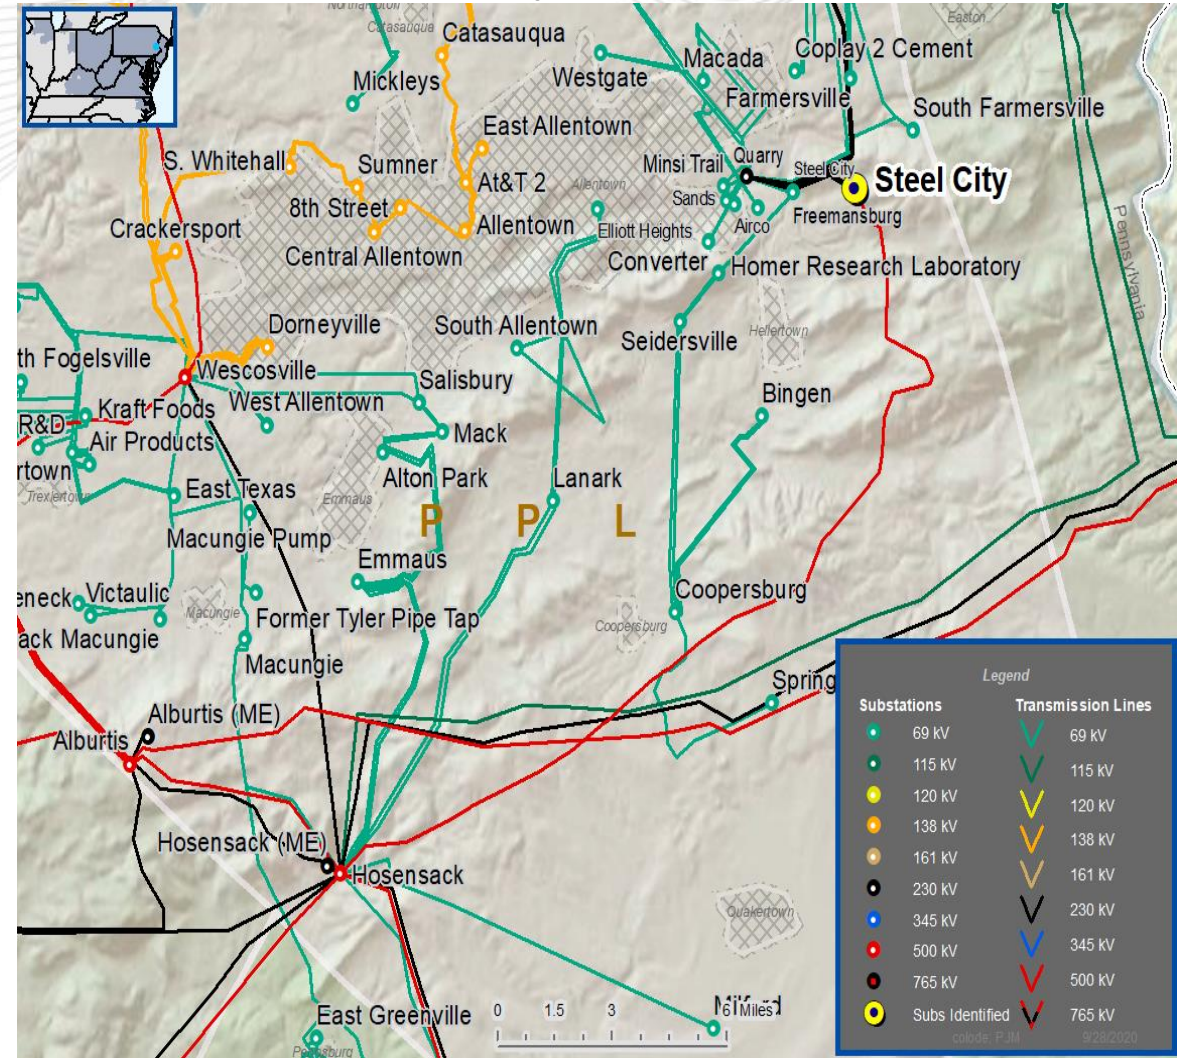 Northampton
Catasauqua
Easton
Catasauqua
Mickleys
Westgate
Macada
Coplay 2 Cement
Farmersville
South Farmersville
East Allentown
S. Whitehall
Sumner
At&T 2
Allentown
Minsi Trail
Quarry
Steel City
Steel City
8th Street
Sands
Freemansburg
Crackersport
Allentown
Elliott Heights
Airco
Central Allentown
Converter
Homer Research Laboratory
Pennsylvania
Dorneyville
South Allentown
Seidersville
Hellertown
th Fogelsville
Wescosville
Salisbury
Kraft Foods
West Allentown
Bingen
R&D
Air Products
Mack
rtown
Trexlertown
East Texas
Emmaus
Alton Park
Lanark
P P L
Macungie Pump
Emmaus
eneck
Victaulic
Macungie
Former Tyler Pipe Tap
Coopersburg
Coopersburg
ack Macungie
Macungie
Spring
Alburtis (ME)
Alburtis
Hosensack (ME)
Hosensack
Quakertown
Milford
East Greenville
Pennsburg
0 1.5 3 6 Miles
Legend
Substations Transmission Lines
69 kV 69 kV
115 kV 115 kV
120 kV 120 kV
138 kV 138 kV
161 kV 161 kV
230 kV 230 kV
345 kV 345 kV
500 kV 500 kV
765 kV 765 kV
Subs Identified
colode, PJM 9/28/2020